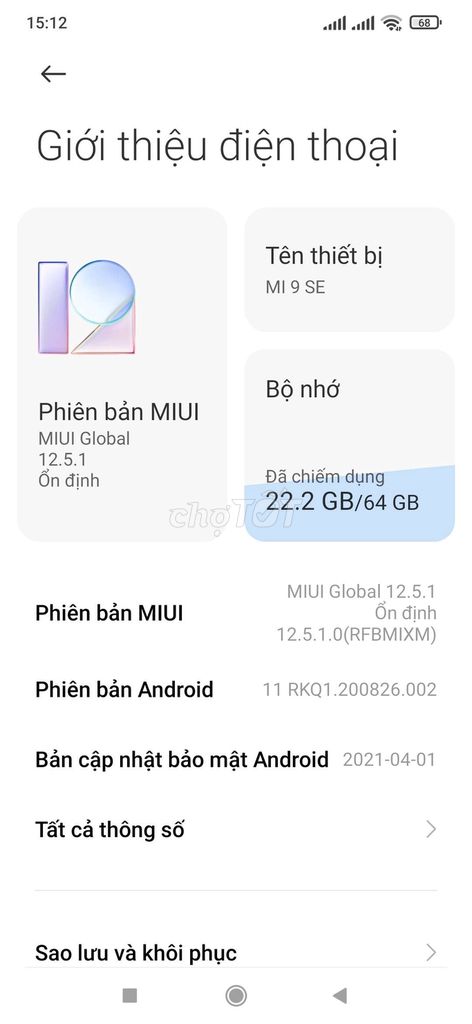 15:12
68
Giới thiệu điện thoại
12
Phiên bản MIUI
MIUI Global
12.5.1
Ổn định
Tên thiết bị
MI 9 SE
Bộ nhớ
Đã chiếm dụng
22.2 GB/64 GB
chợTỐT
Phiên bản MIUI
MIUI Global 12.5.1
Ổn định
12.5.1.0(RFBMIXM)
Phiên bản Android
11 RKQ1.200826.002
Bản cập nhật bảo mật Android
2021-04-01
Tất cả thông số
Sao lưu và khôi phục